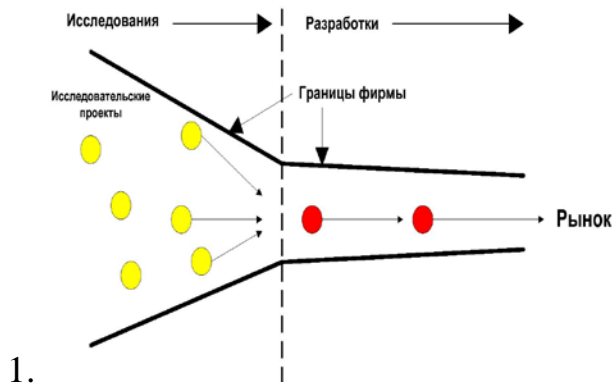 Исследования
Разработки
Исследовательские
проекты
Границы фирмы
Рынок
1.